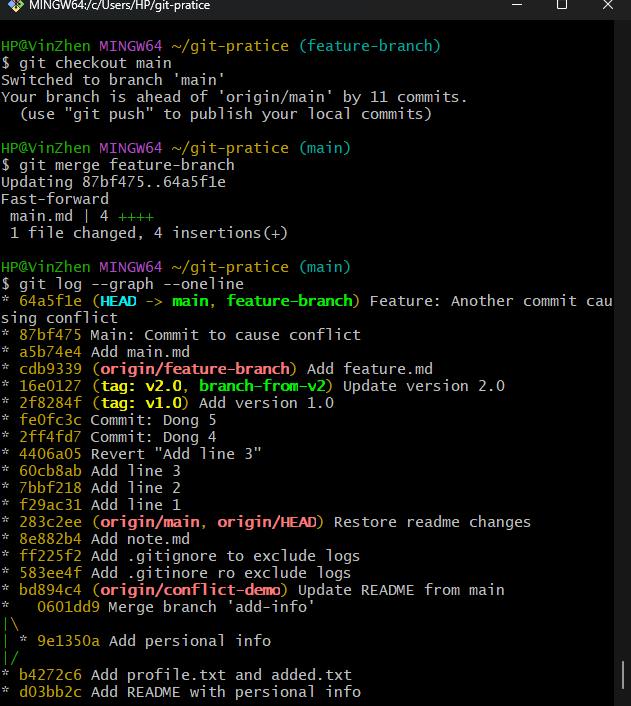 MINGW64:/c/Users/HP/git-pratice
HP@VinZhen MINGW64 ~/git-pratice (feature-branch)
$ git checkout main
Switched to branch 'main'
Your branch is ahead of 'origin/main' by 11 commits.
  (use "git push" to publish your local commits)

HP@VinZhen MINGW64 ~/git-pratice (main)
$ git merge feature-branch
Updating 87bf475..64a5f1e
Fast-forward
 main.md | 4 ++++
 1 file changed, 4 insertions(+)

HP@VinZhen MINGW64 ~/git-pratice (main)
$ git log --graph --oneline
* 64a5f1e (HEAD -> main, feature-branch) Feature: Another commit cau
sing conflict
* 87bf475 Main: Commit to cause conflict
* a5b74e4 Add main.md
* cdb9339 (origin/feature-branch) Add feature.md
* 16e0127 (tag: v2.0, branch-from-v2) Update version 2.0
* 2f8284f (tag: v1.0) Add version 1.0
* fe0fc3c Commit: Dong 5
* 2ff4fd7 Commit: Dong 4
* 4406a05 Revert "Add line 3"
* 60cb8ab Add line 3
* 7bbf218 Add line 2
* f29ac31 Add line 1
* 283c2ee (origin/main, origin/HEAD) Restore readme changes
* 8e882b4 Add note.md
* ff225f2 Add .gitignore to exclude logs
* 583ee4f Add .gitinore ro exclude logs
* bd894c4 (origin/conflict-demo) Update README from main
*   0601dd9 Merge branch 'add-info'
|\
| * 9e1350a Add persional info
|/
* b4272c6 Add profile.txt and added.txt
* d03bb2c Add README with persional info